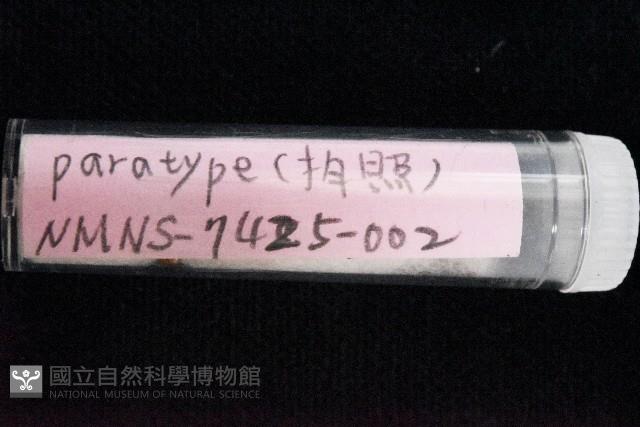 paratype(拍照)
NMNS-7425-002
國立自然科學博物館
NATIONAL MUSEUM OF NATURAL SCIENCE